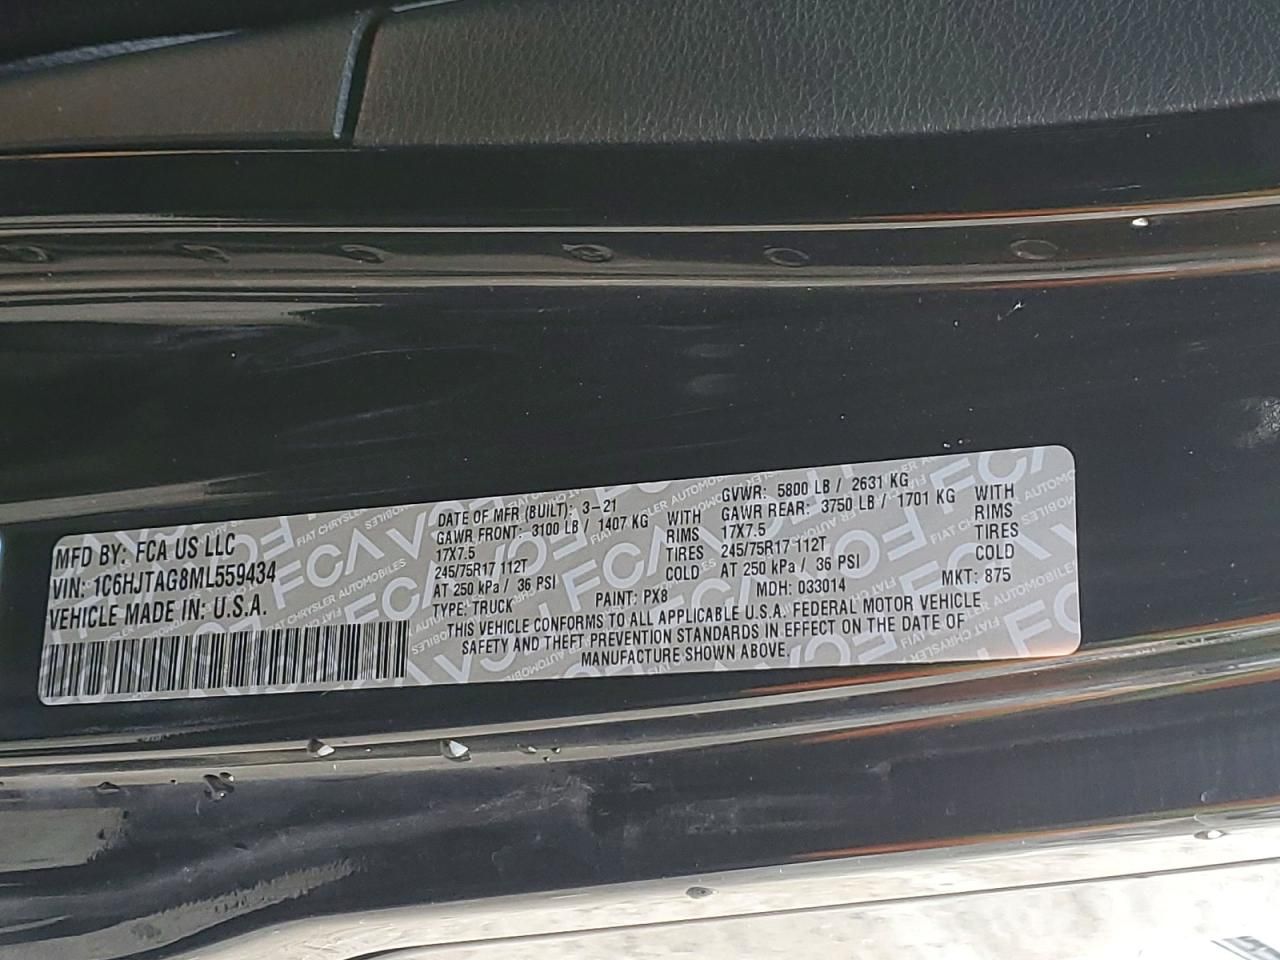 MFD BY: FCA US LLC
VIN: 1C6HJTAG8ML559434
VEHICLE MADE IN: U.S.A.
DATE OF MFR (BUILT): 3-21
GAWR FRONT: 3100 LB / 1407 KG WITH
17X7.5 RIMS
245/75R17 112T TIRES
AT 250 kPa / 36 PSI COLD
GVWR: 5800 LB / 2631 KG
GAWR REAR: 3750 LB / 1701 KG WITH
17X7.5 RIMS
245/75R17 112T TIRES
AT 250 kPa / 36 PSI COLD
TYPE: TRUCK PAINT: PX8 MDH: 033014 MKT: 875
THIS VEHICLE CONFORMS TO ALL APPLICABLE U.S.A. FEDERAL MOTOR VEHICLE
SAFETY AND THEFT PREVENTION STANDARDS IN EFFECT ON THE DATE OF
MANUFACTURE SHOWN ABOVE.
FCA
FIAT CHRYSLER AUTOMOBILES